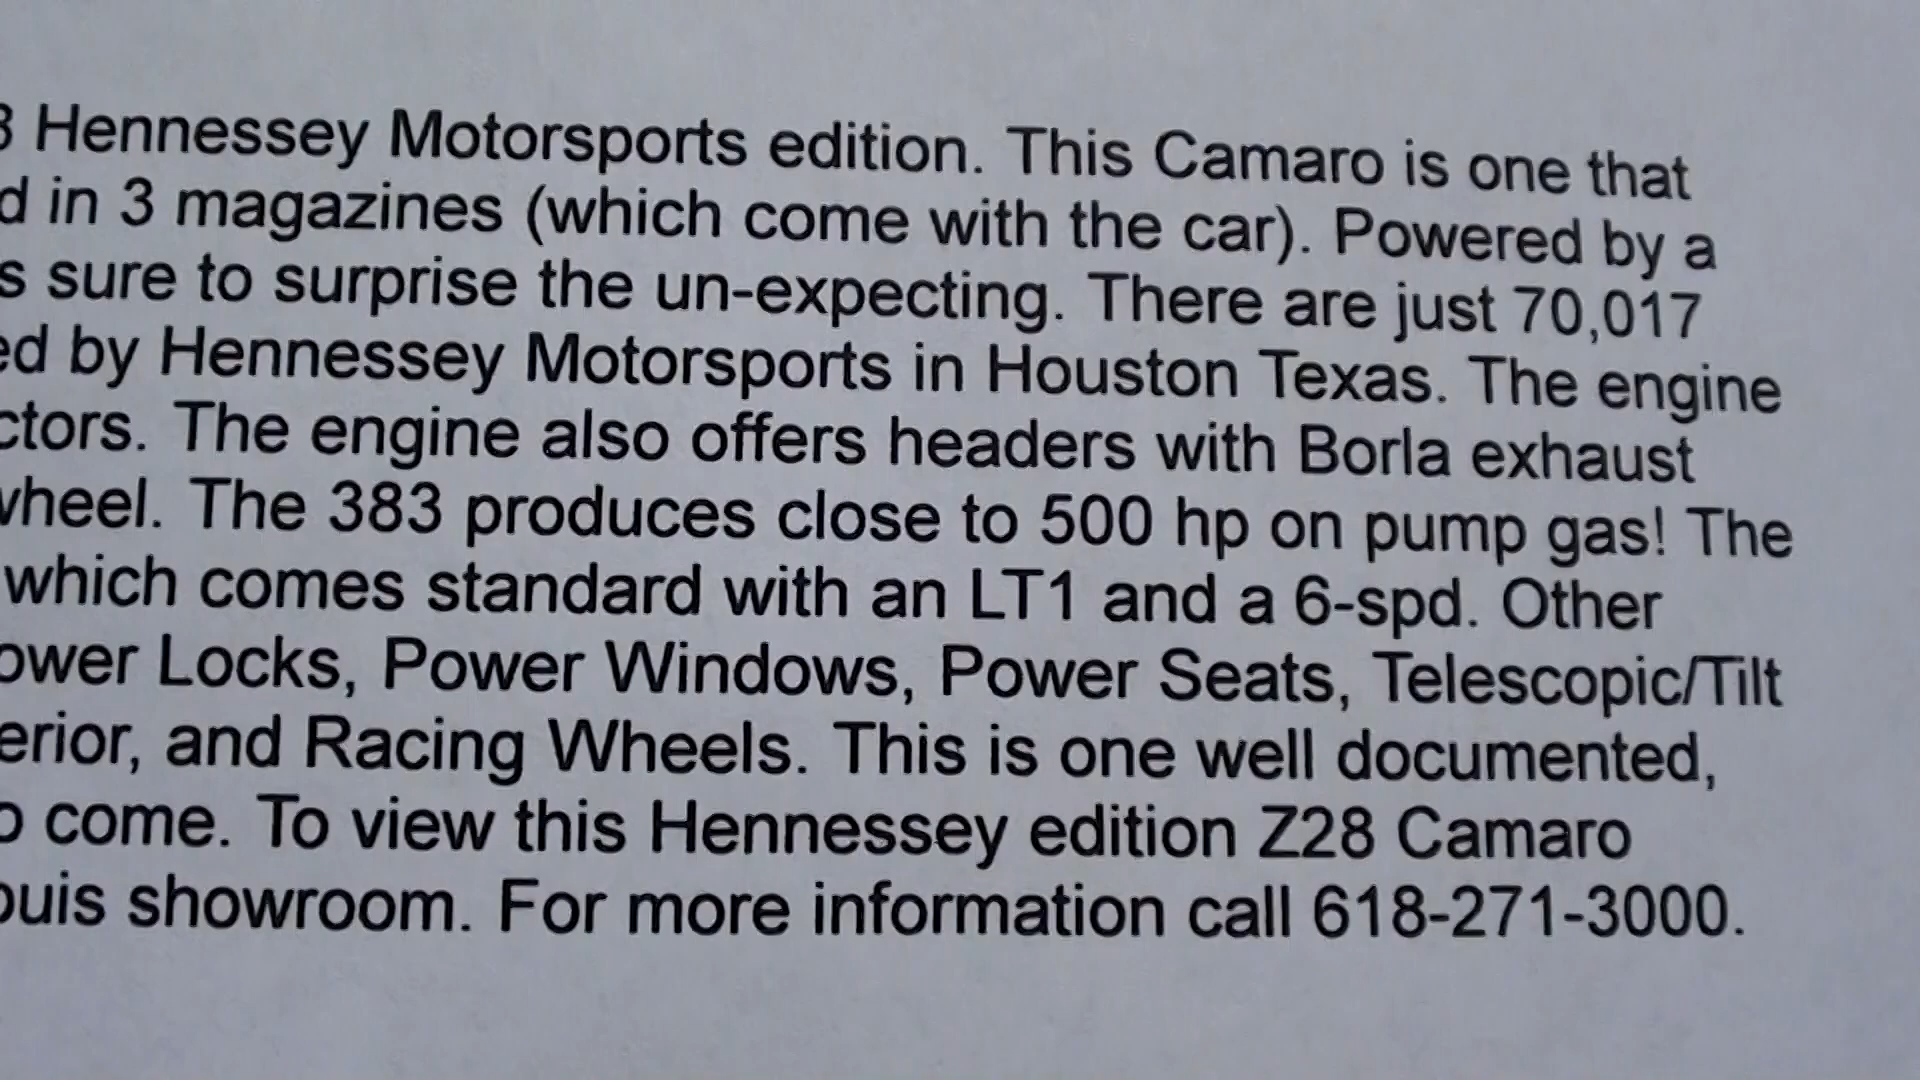 Hennessey Motorsports edition. This Camaro is one that
d in 3 magazines (which come with the car). Powered by a
s sure to surprise the un-expecting. There are just 70,017
ed by Hennessey Motorsports in Houston Texas. The engine
ctors. The engine also offers headers with Borla exhaust
wheel. The 383 produces close to 500 hp on pump gas! The
which comes standard with an LT1 and a 6-spd. Other
ower Locks, Power Windows, Power Seats, Telescopic/Tilt
erior, and Racing Wheels. This is one well documented,
o come. To view this Hennessey edition Z28 Camaro
ouis showroom. For more information call 618-271-3000.